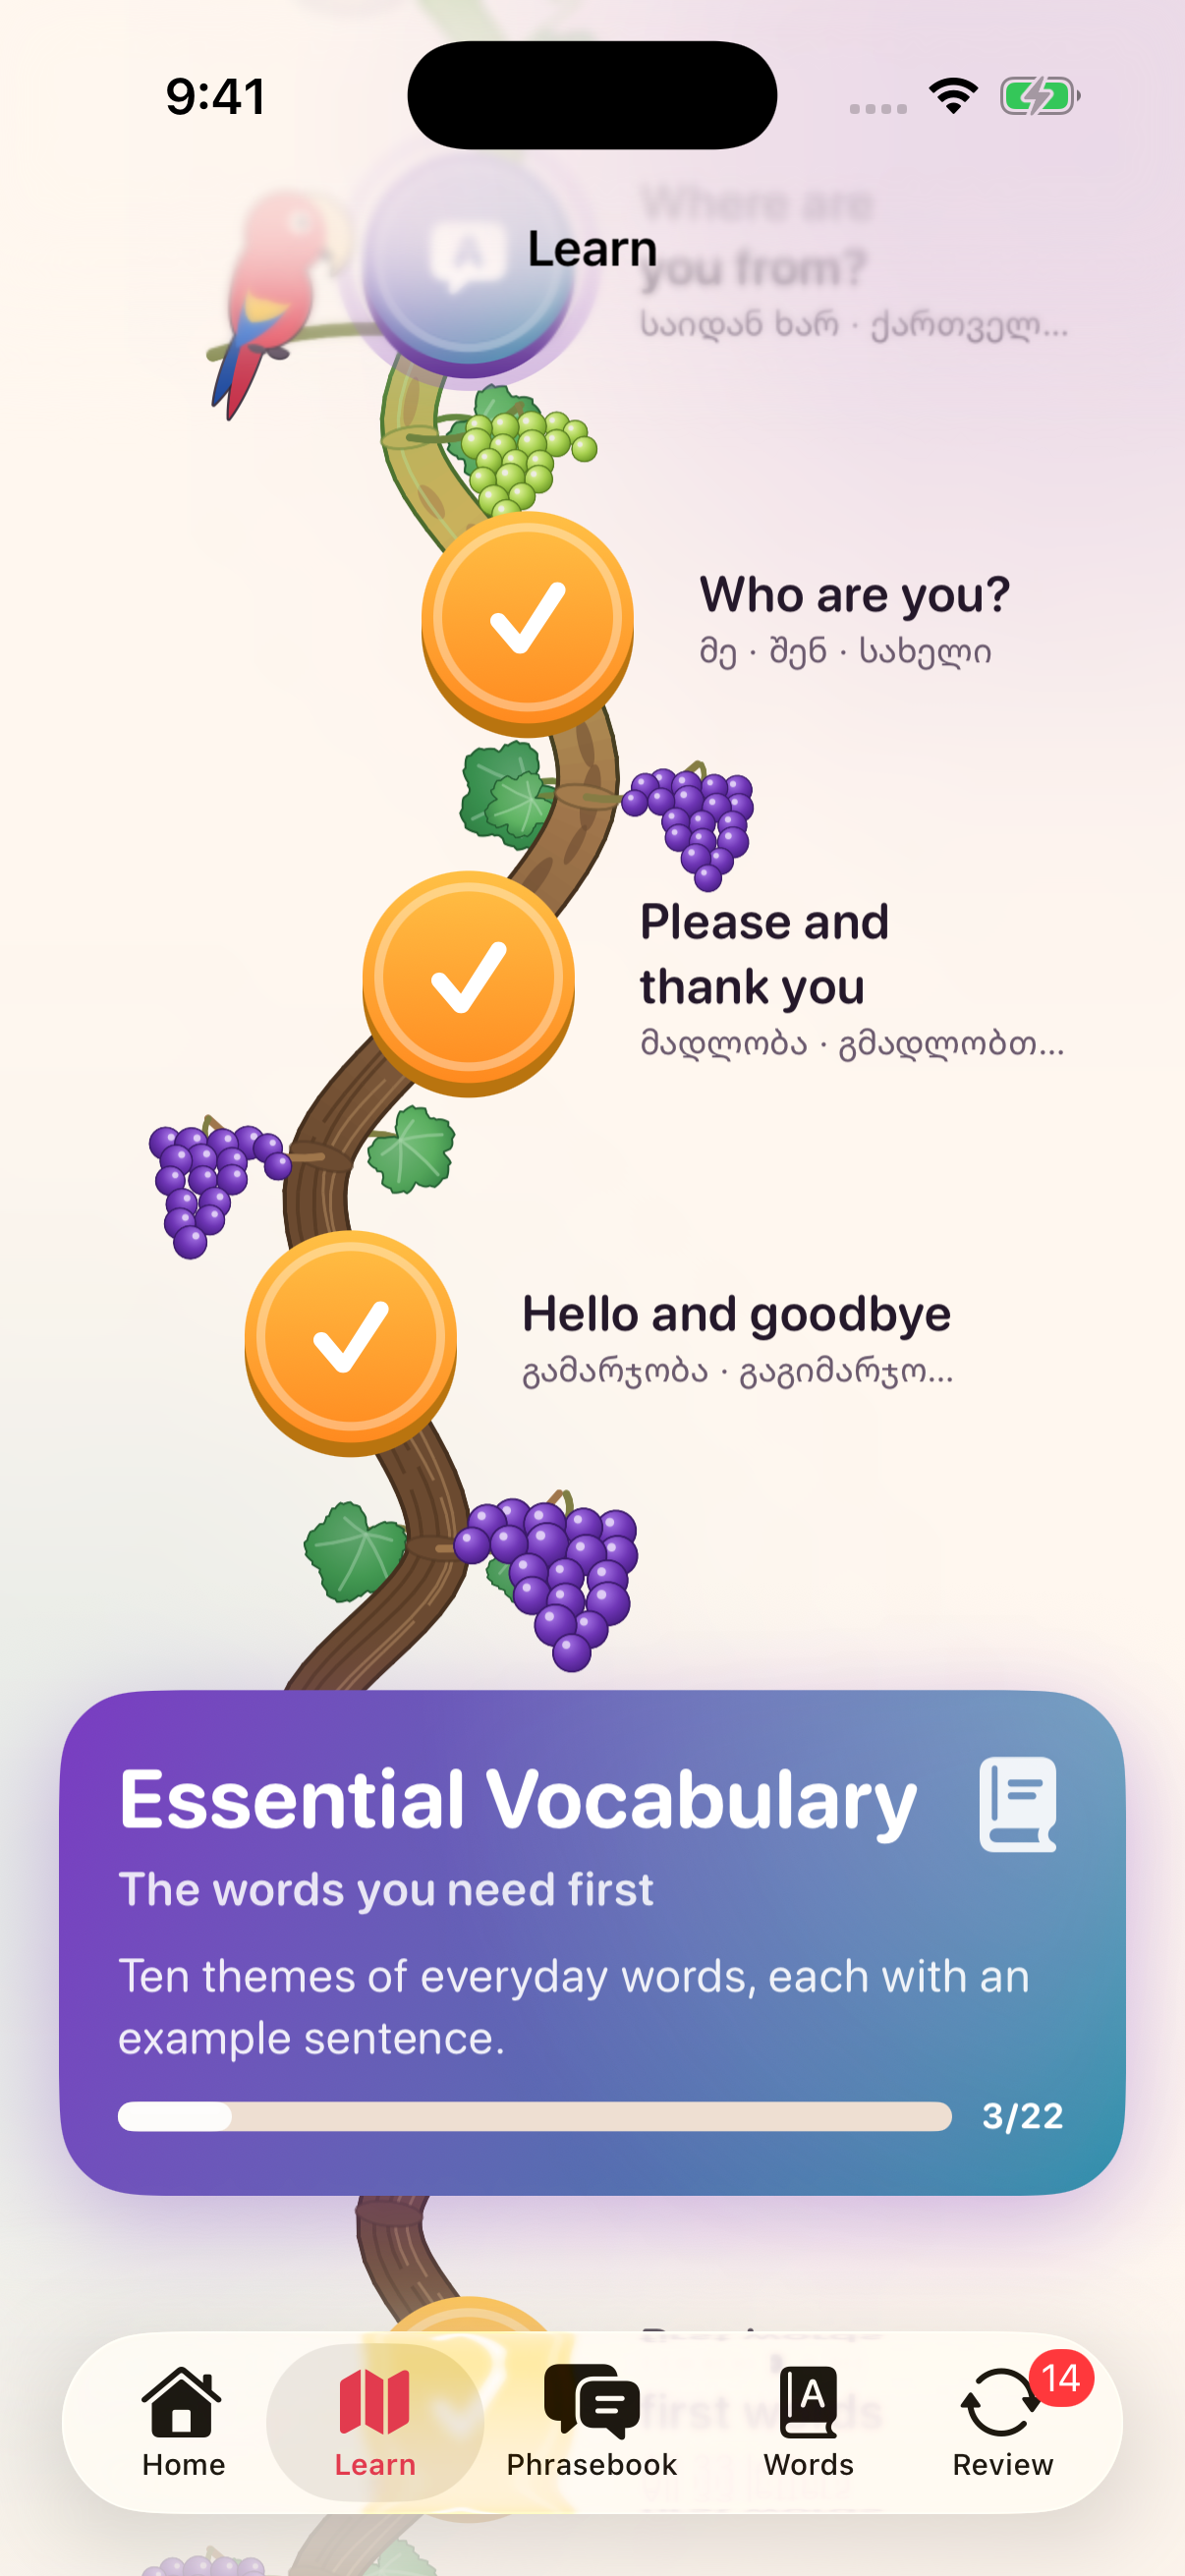 9:41
Learn
Where are
you from?
საიდან ხარ · ქართველ...
Who are you?
მე · შენ · სახელი
Please and
thank you
მადლობა · გმადლობთ...
Hello and goodbye
გამარჯობა · გაგიმარჯო...
Essential Vocabulary
The words you need first
Ten themes of everyday words, each with an
example sentence.
3/22
first words
14
Home
Learn
Phrasebook
Words
Review